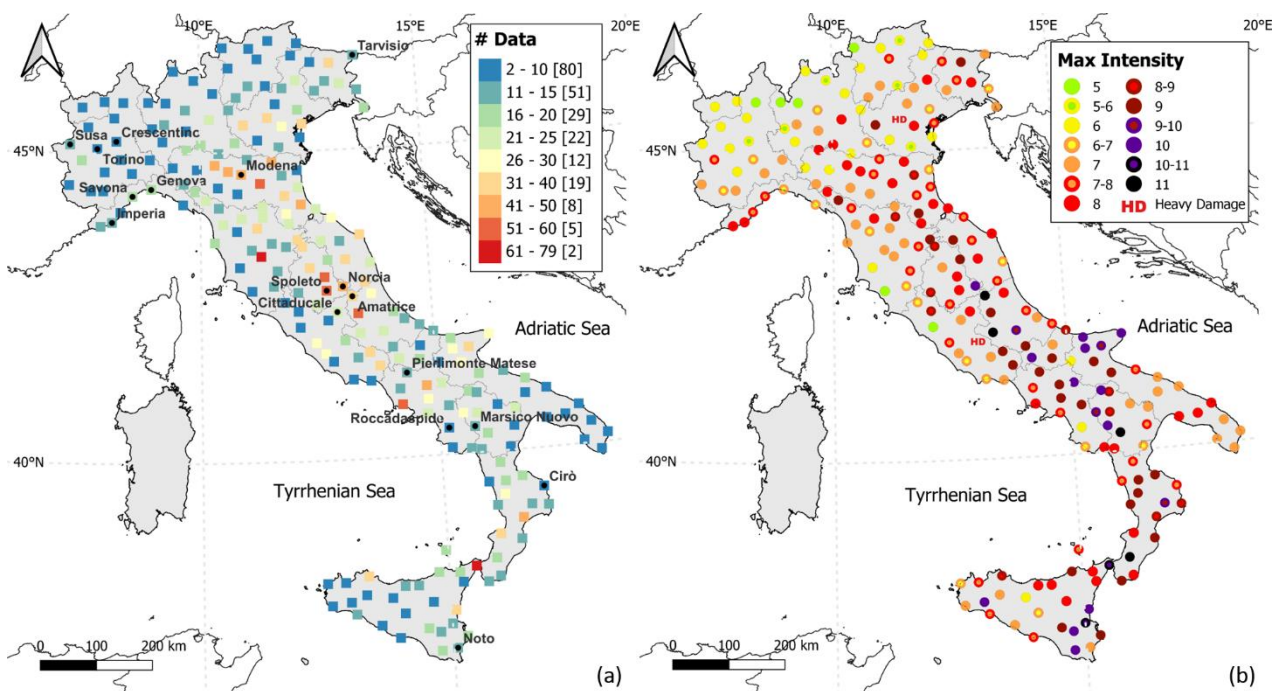 10°E
15°E
20°E
Tarvisio
# Data
2 - 10 [80]
11 - 15 [51]
16 - 20 [29]
21 - 25 [22]
26 - 30 [12]
31 - 40 [19]
41 - 50 [8]
51 - 60 [5]
61 - 79 [2]
Susa
Crescentinc
45°N
Torino
Modena
Savona
Genova
Imperia
Spoleto
Norcia
Cittaducale
Amatrice
Adriatic Sea
Pierlimonte Matese
Roccadaspide
Marsico Nuovo
40°N
Cirò
Tyrrhenian Sea
Noto
0 100 200 km
(a)
10°E
15°E
20°E
Max Intensity
5
5-6
6
6-7
7
7-8
8
8-9
9
9-10
10
10-11
11
HD Heavy Damage
HD
45°N
HD
Adriatic Sea
40°N
Tyrrhenian Sea
0 100 200 km
(b)